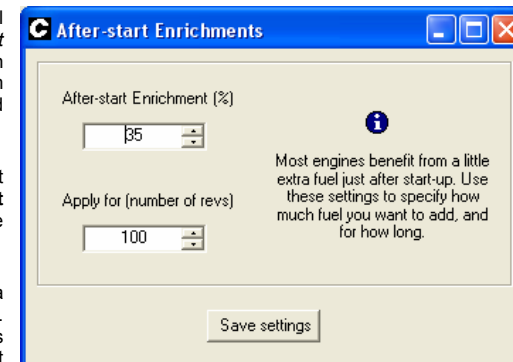 After-start Enrichments
After-start Enrichment (%)
35
Apply for (number of revs)
100
Most engines benefit from a little
extra fuel just after start-up. Use
these settings to specify how
much fuel you want to add, and
for how long.
Save settings